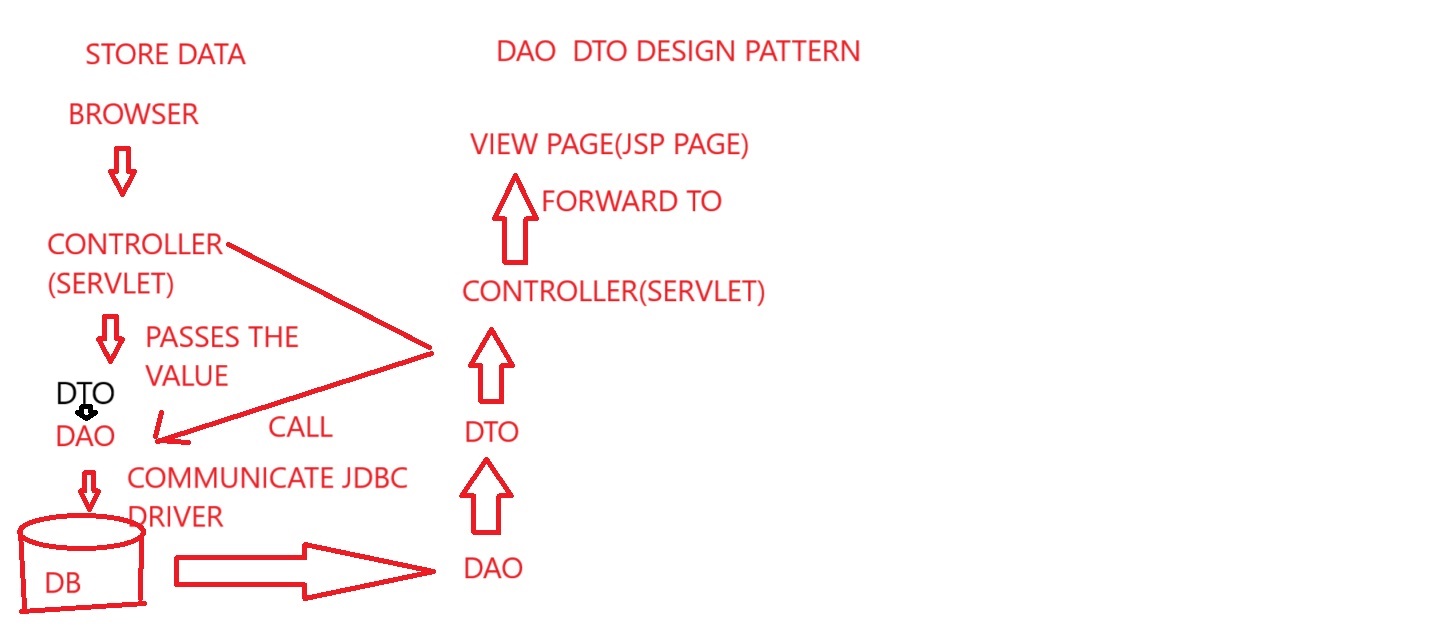 STORE DATA
BROWSER
CONTROLLER
(SERVLET)
PASSES THE
VALUE
DTO
DAO
CALL
COMMUNICATE JDBC
DRIVER
DB
DAO  DTO DESIGN PATTERN
VIEW PAGE(JSP PAGE)
FORWARD TO
CONTROLLER(SERVLET)
DTO
DAO